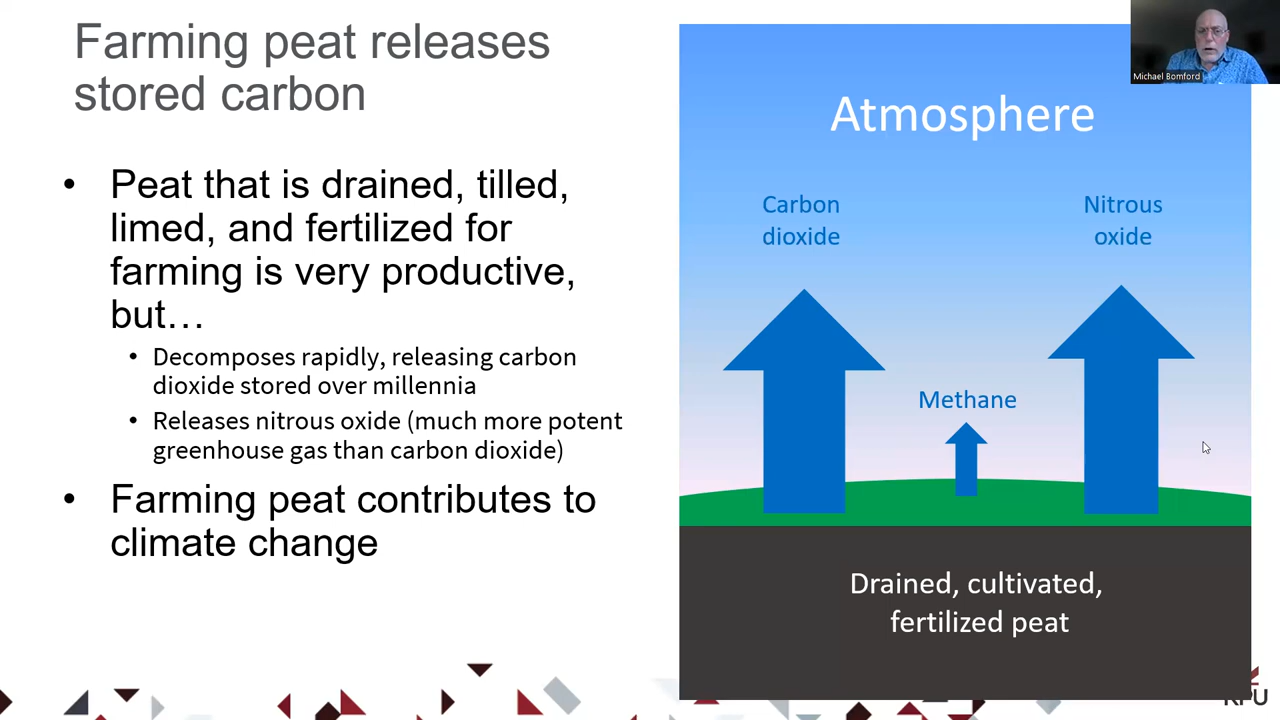 Farming peat releases
stored carbon
• Peat that is drained, tilled,
limed, and fertilized for
farming is very productive,
but…
• Decomposes rapidly, releasing carbon
dioxide stored over millennia
• Releases nitrous oxide (much more potent
greenhouse gas than carbon dioxide)
• Farming peat contributes to
climate change
Michael Bomford
Atmosphere
Carbon
dioxide
Nitrous
oxide
Methane
Drained, cultivated,
fertilized peat
KPU